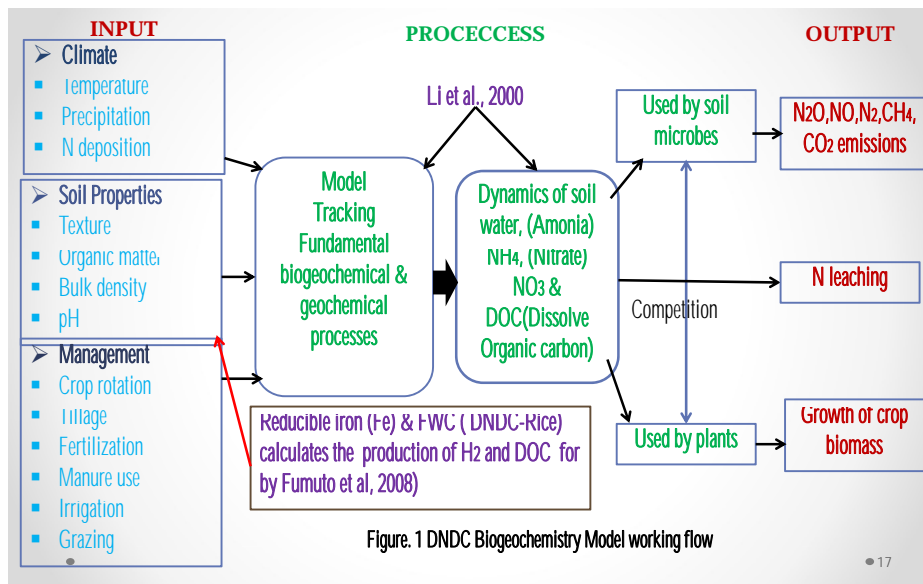 INPUT
PROCECCESS
OUTPUT
Climate
Temperature
Precipitation
N deposition
Soil Properties
Texture
Organic matter
Bulk density
pH
Management
Crop rotation
Tillage
Fertilization
Manure use
Irrigation
Grazing
Li et al., 2000
Model
Tracking
Fundamental
biogeochemical &
geochemical
processes
Dynamics of soil
water, (Amonia)
NH4, (Nitrate)
NO3 &
DOC(Dissolve
Organic carbon)
Reducible iron (Fe) & FWC ( DNDC-Rice)
calculates the production of H2 and DOC for
by Fumuto et al, 2008)
Used by soil
microbes
Competition
Used by plants
N2O,NO,N2,CH4,
CO2 emissions
N leaching
Growth of crop
biomass
Figure. 1 DNDC Biogeochemistry Model working flow
17